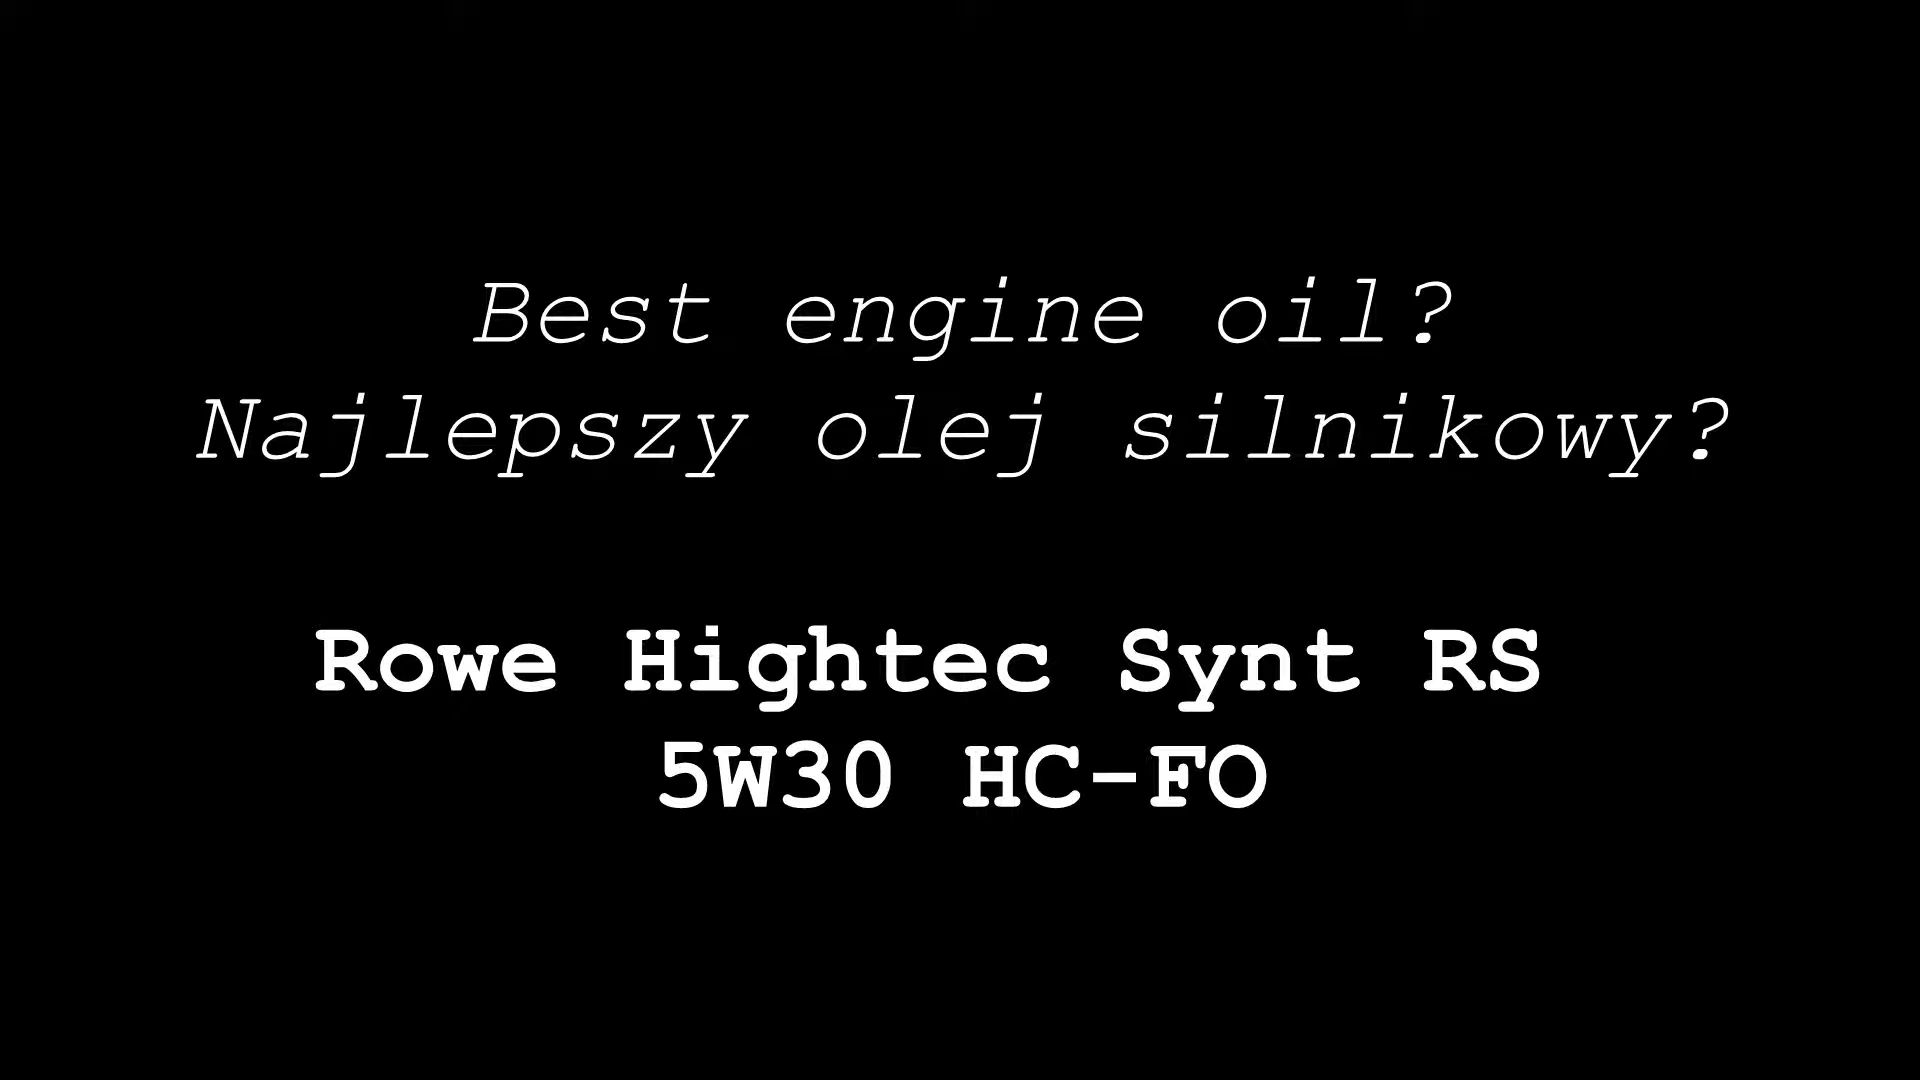 Best engine oil?
Najlepszy olej silnikowy?
Rowe Hightec Synt RS
5W30 HC-FO